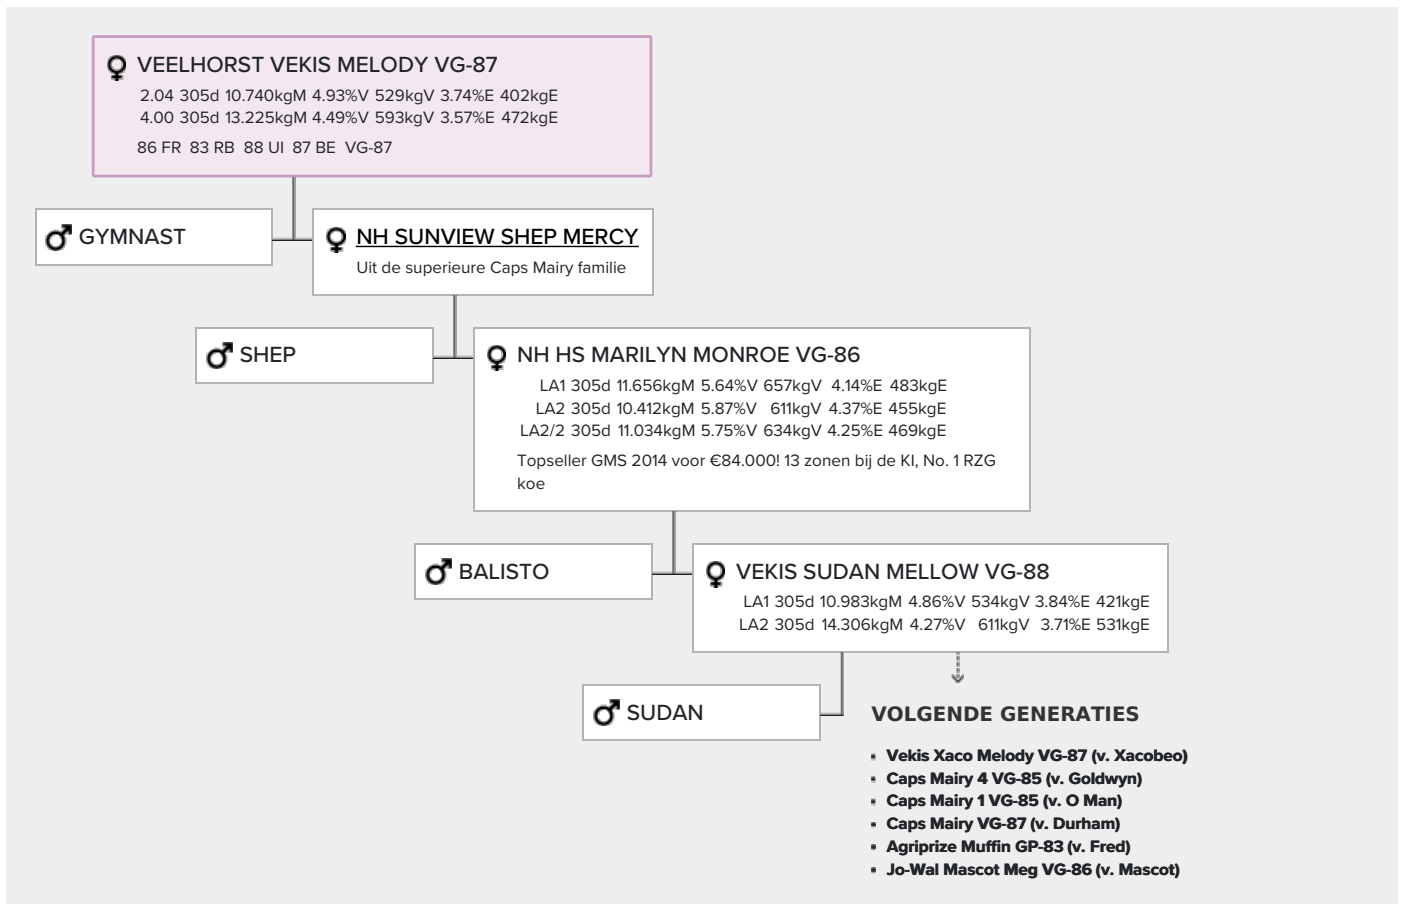 VEELHORST VEKIS MELODY VG-87
2.04 305d 10.740kgM 4.93%V 529kgV 3.74%E 402kgE
4.00 305d 13.225kgM 4.49%V 593kgV 3.57%E 472kgE
86 FR 83 RB 88 UI 87 BE VG-87
GYMNAST
NH SUNVIEW SHEP MERCY
Uit de superieure Caps Mairy familie
SHEP
NH HS MARILYN MONROE VG-86
LA1 305d 11.656kgM 5.64%V 657kgV 4.14%E 483kgE
LA2 305d 10.412kgM 5.87%V 611kgV 4.37%E 455kgE
LA2/2 305d 11.034kgM 5.75%V 634kgV 4.25%E 469kgE
Topseller GMS 2014 voor €84.000! 13 zonen bij de KI, No. 1 RZG
koe
BALISTO
VEKIS SUDAN MELLOW VG-88
LA1 305d 10.983kgM 4.86%V 534kgV 3.84%E 421kgE
LA2 305d 14.306kgM 4.27%V 611kgV 3.71%E 531kgE
SUDAN
VOLGENDE GENERATIES
Vekis Xaco Melody VG-87 (v. Xacobeo)
Caps Mairy 4 VG-85 (v. Goldwyn)
Caps Mairy 1 VG-85 (v. O Man)
Caps Mairy VG-87 (v. Durham)
Agriprize Muffin GP-83 (v. Fred)
Jo-Wal Mascot Meg VG-86 (v. Mascot)